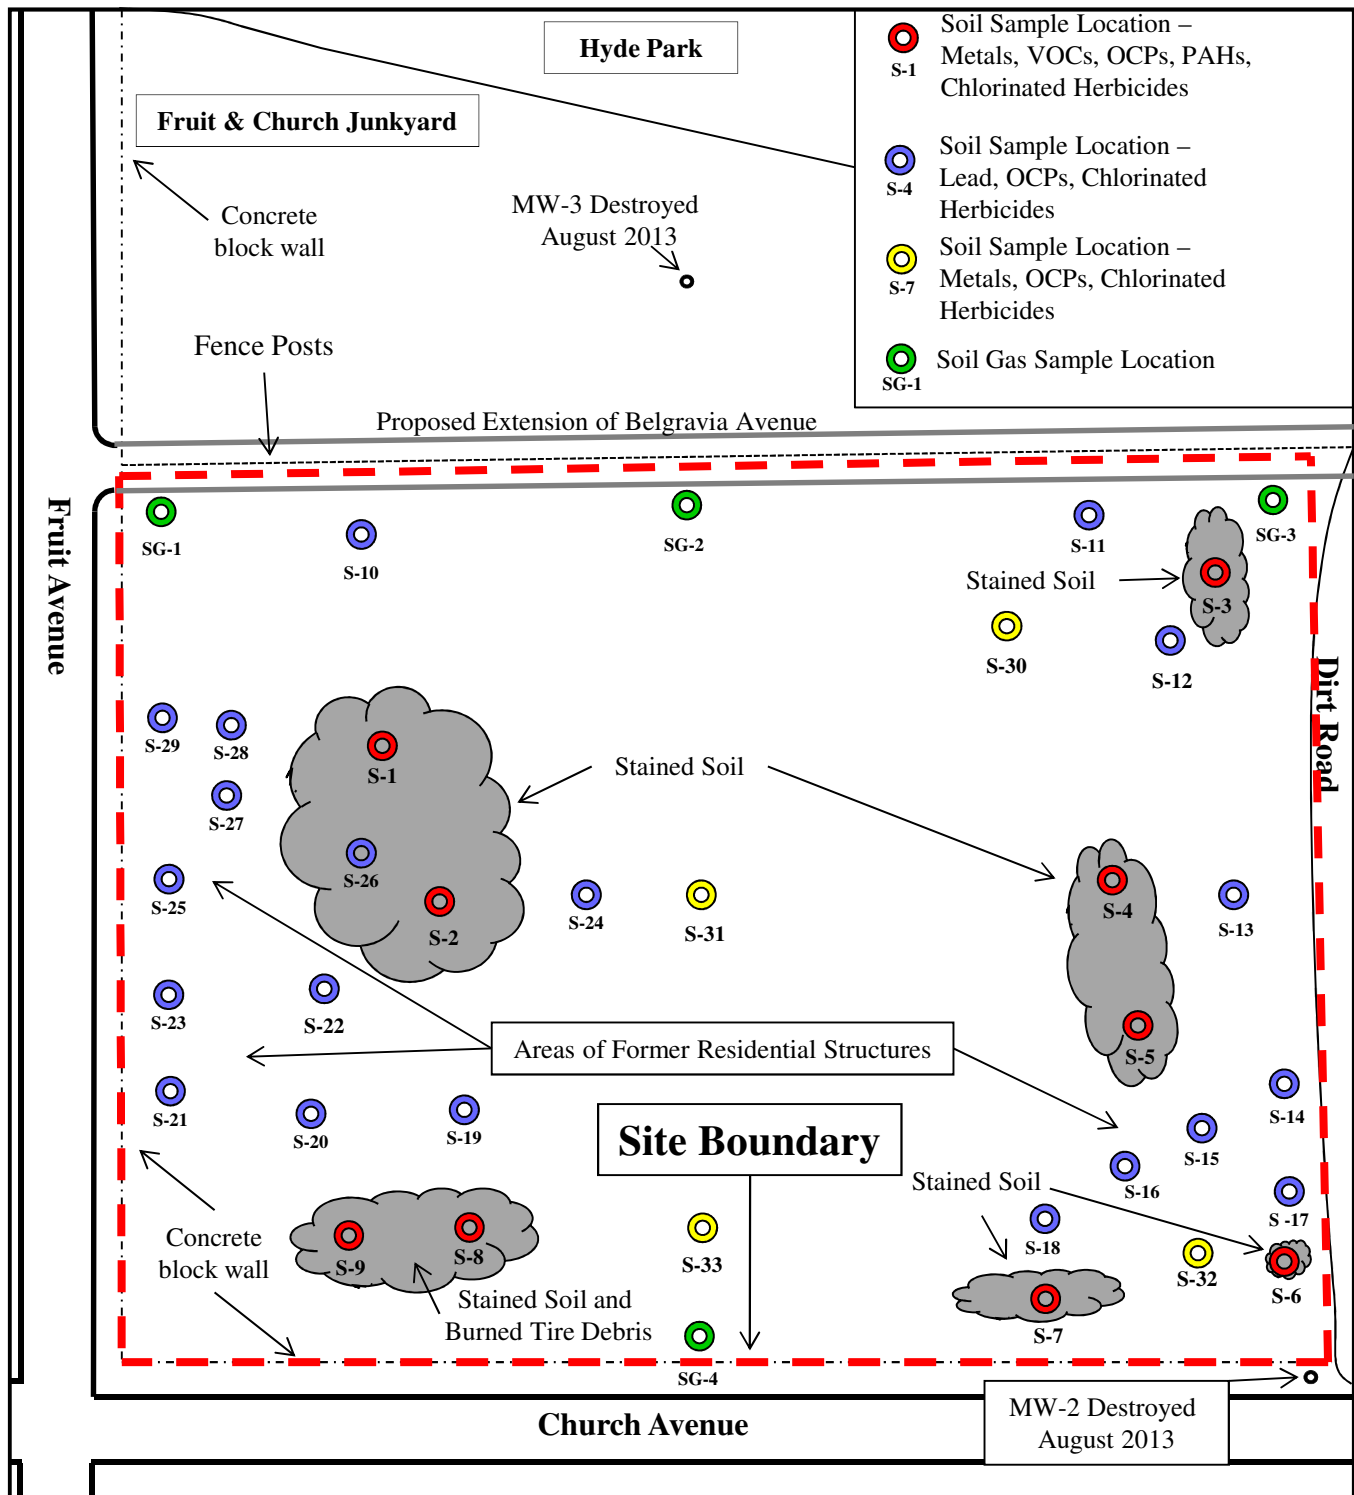 Hyde Park
Fruit & Church Junkyard
Concrete
block wall
MW-3 Destroyed
August 2013
Fence Posts
Proposed Extension of Belgravia Avenue
Soil Sample Location –
Metals, VOCs, OCPs, PAHs,
Chlorinated Herbicides
S-1
Soil Sample Location –
Lead, OCPs, Chlorinated
Herbicides
S-4
Soil Sample Location –
Metals, OCPs, Chlorinated
Herbicides
S-7
Soil Gas Sample Location
SG-1
Fruit Avenue
SG-1
S-10
SG-2
S-11
SG-3
Stained Soil
S-3
S-30
S-12
Dirt Road
S-29
S-28
S-1
Stained Soil
S-27
S-26
S-25
S-2
S-24
S-31
S-4
S-13
S-23
S-22
Areas of Former Residential Structures
S-5
S-21
S-20
S-19
Site Boundary
S-14
S-15
S-16
Stained Soil
S -17
S-18
Concrete
block wall
S-9
S-8
S-33
S-32
S-6
Stained Soil and
Burned Tire Debris
S-7
SG-4
Church Avenue
MW-2 Destroyed
August 2013